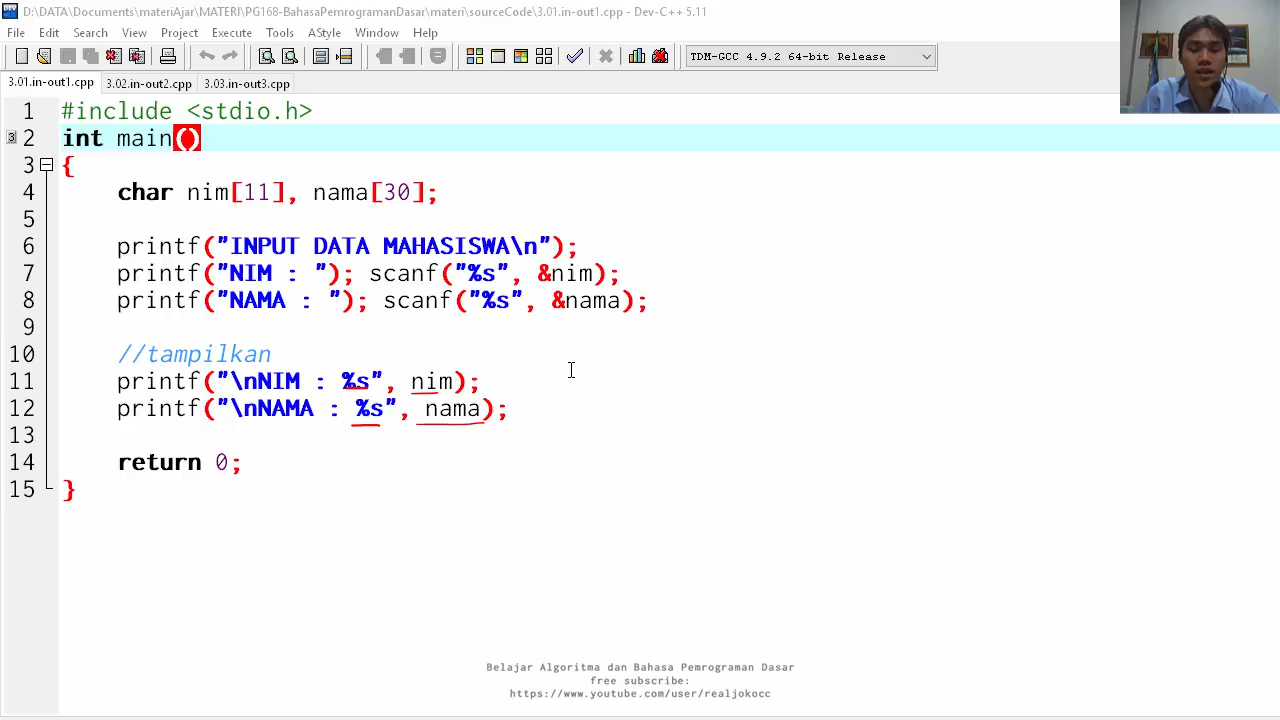 D:\DATA\Documents\materiAjar\MATERI\PG168-BahasaPemrogramanDasar\materi\sourceCode\3.01.in-out1.cpp - Dev-C++ 5.11
File Edit Search View Project Execute Tools AStyle Window Help
TDM-GCC 4.9.2 64-bit Release
3.01.in-out1.cpp 3.02.in-out2.cpp 3.03.in-out3.cpp
1 #include <stdio.h>
3 2 int main()
3 {
4 char nim[11], nama[30];
5
6 printf("INPUT DATA MAHASISWA\n");
7 printf("NIM : "); scanf("%s", &nim);
8 printf("NAMA : "); scanf("%s", &nama);
9
10 //tampilkan
11 printf("\nNIM : %s", nim);
12 printf("\nNAMA : %s", nama);
13
14 return 0;
15 }
Belajar Algoritma dan Bahasa Pemrograman Dasar
free subscribe:
https://www.youtube.com/user/realjokocc